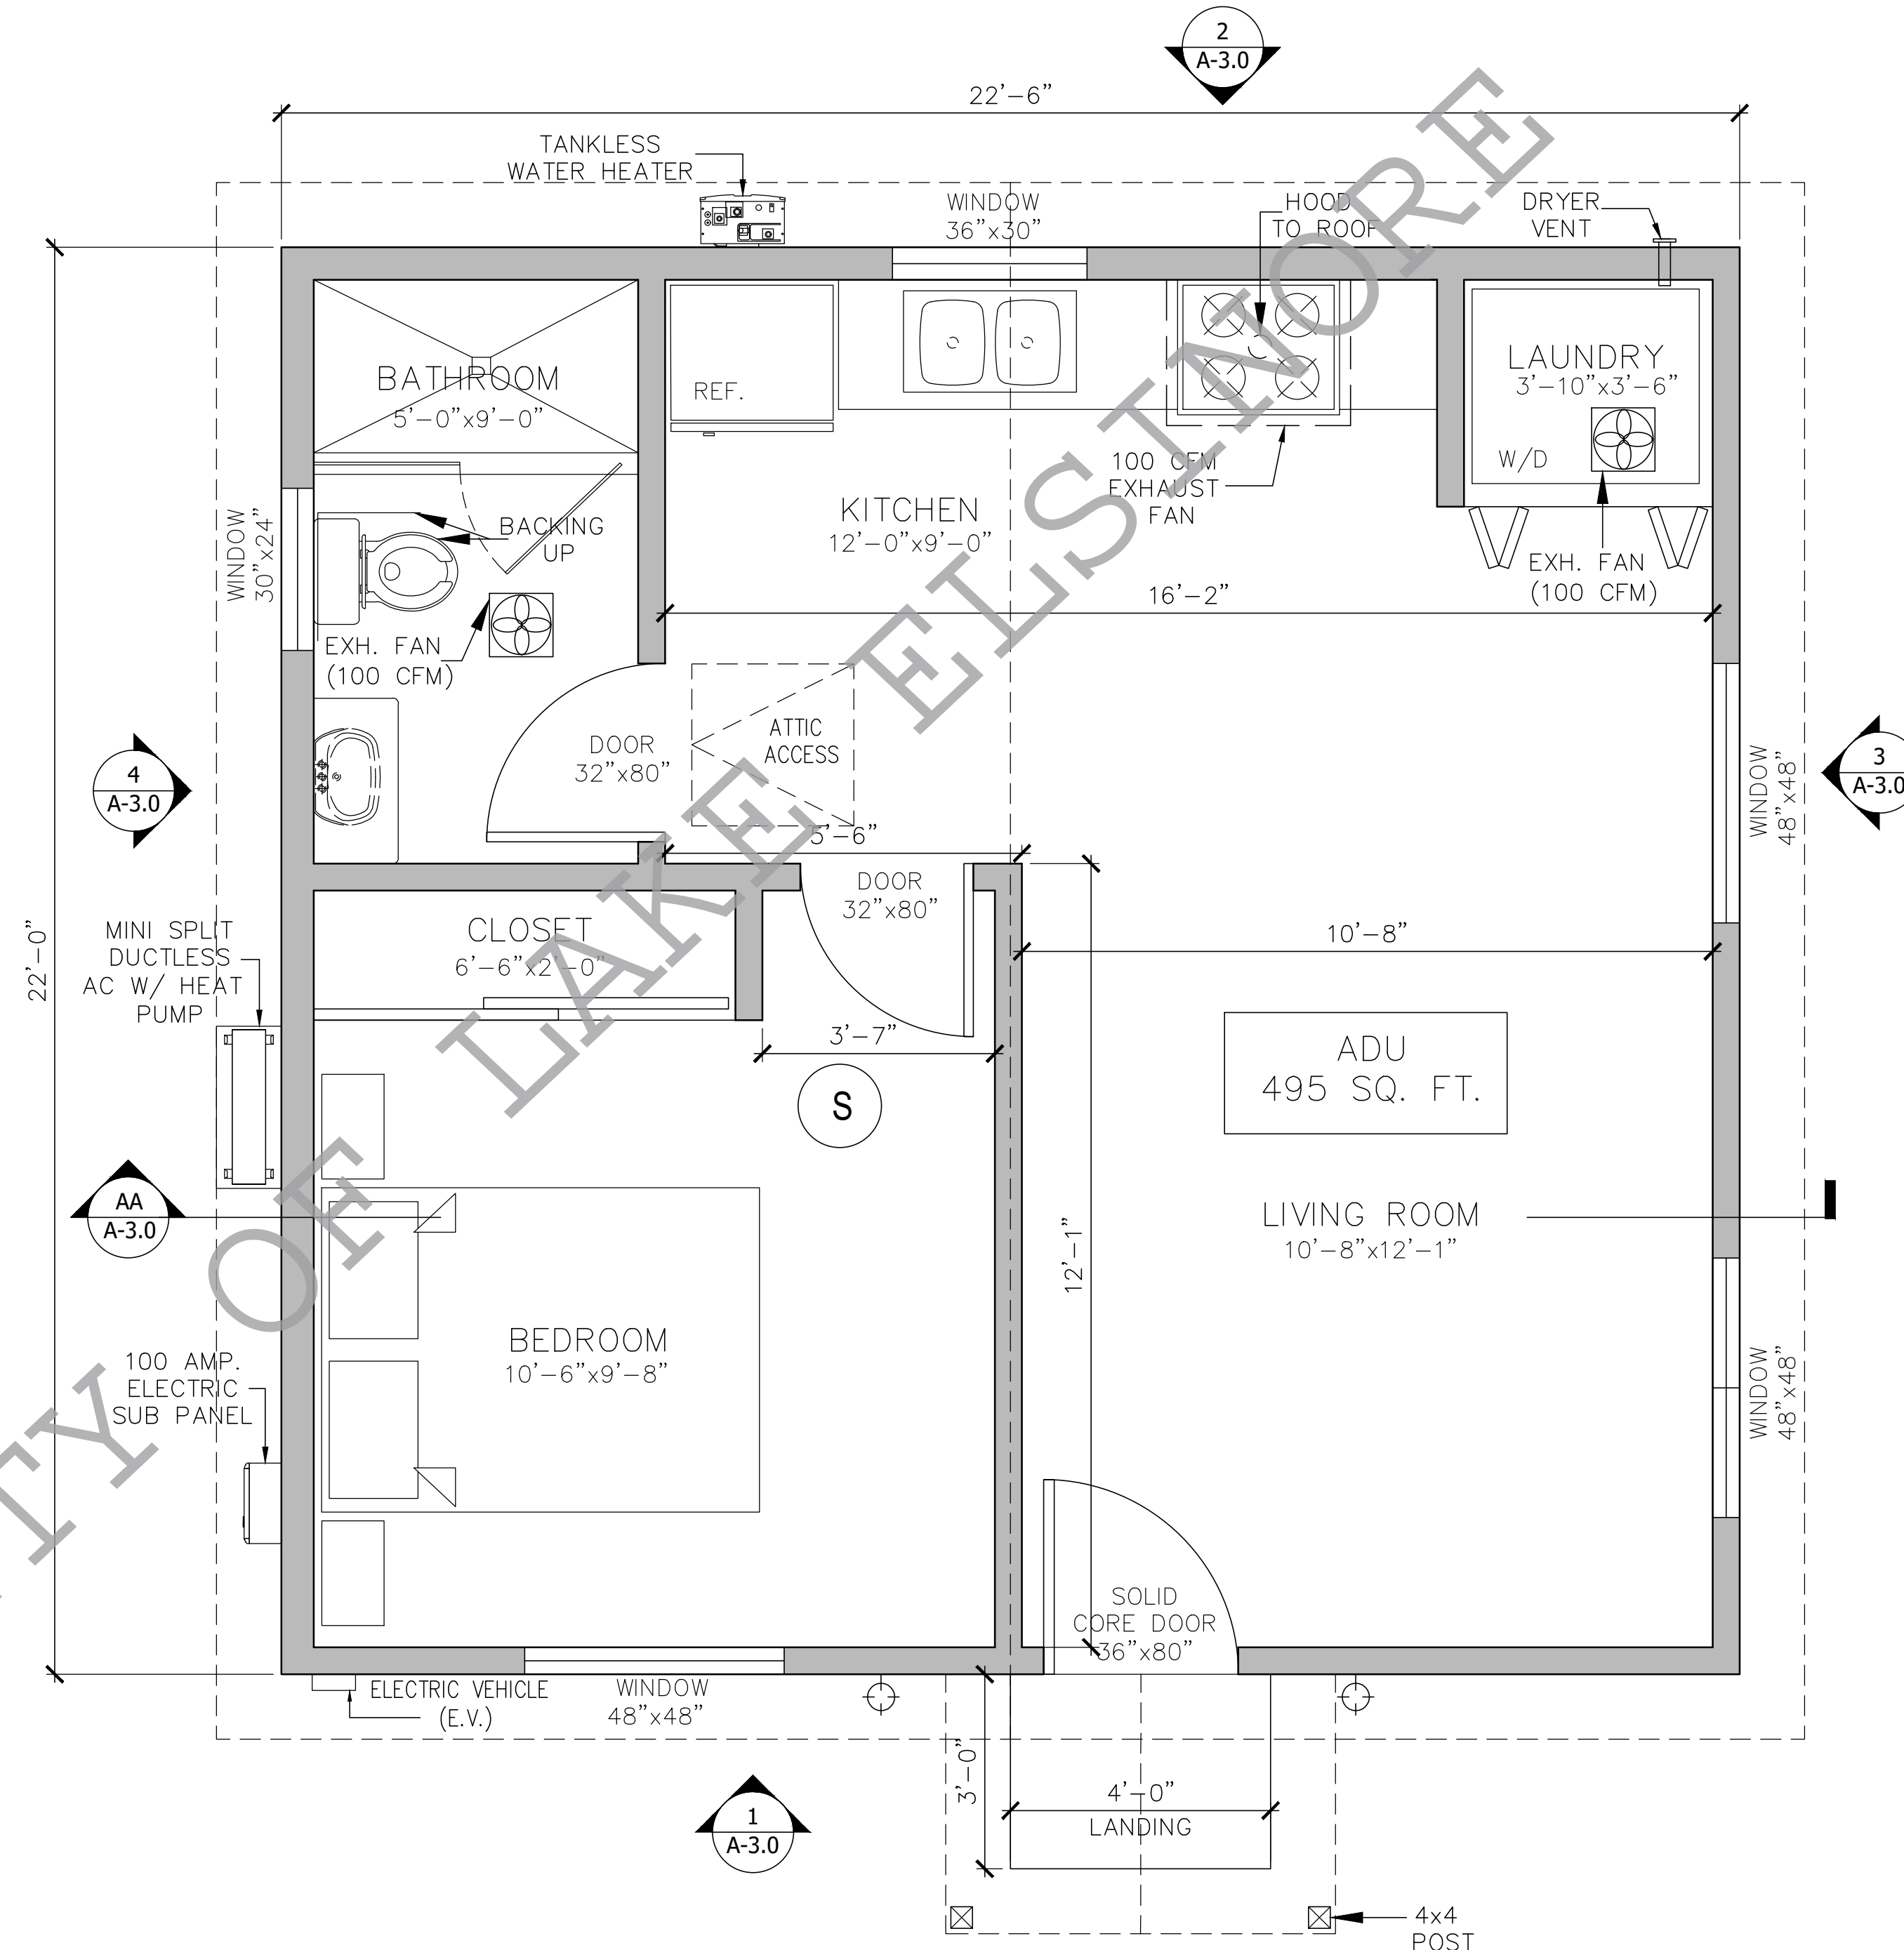 2
A-3.0
22'-6"
TANKLESS
WATER HEATER
WINDOW
36"x30"
HOOD
TO ROOF
DRYER
VENT
BATHROOM
5'-0"x9'-0"
REF.
LAUNDRY
3'-10"x3'-6"
W/D
100 CFM
EXHAUST
FAN
KITCHEN
12'-0"x9'-0"
BACKING
UP
WINDOW
30"x24"
EXH. FAN
(100 CFM)
EXH. FAN
(100 CFM)
16'-2"
ATTIC
ACCESS
DOOR
32"x80"
4
A-3.0
3
A-3.0
WINDOW
48"x48"
5'-6"
DOOR
32"x80"
CLOSET
6'-6"x2'-0"
22'-0"
MINI SPLIT
DUCTLESS
AC W/ HEAT
PUMP
10'-8"
3'-7"
S
ADU
495 SQ. FT.
AA
A-3.0
LIVING ROOM
10'-8"x12'-1"
12'-1"
BEDROOM
10'-6"x9'-8"
100 AMP.
ELECTRIC
SUB PANEL
WINDOW
48"x48"
SOLID
CORE DOOR
36"x80"
ELECTRIC VEHICLE
(E.V.)
WINDOW
48"x48"
3'-0"
4'-0"
LANDING
1
A-3.0
4x4
POST
TY OF LAKE ELSINORE